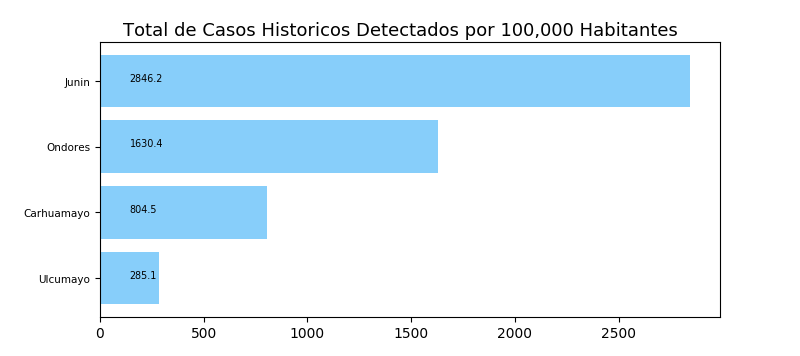 Total de Casos Historicos Detectados por 100,000 Habitantes
Junin 2846.2
Ondores 1630.4
Carhuamayo 804.5
Ulcumayo 285.1
0 500 1000 1500 2000 2500